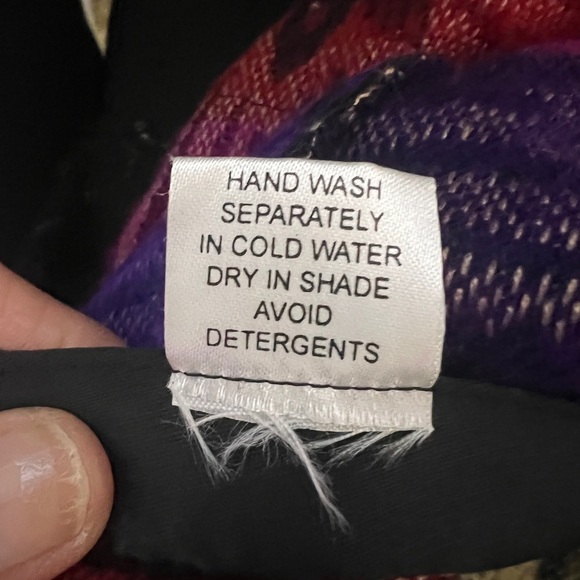 HAND WASH
SEPARATELY
IN COLD WATER
DRY IN SHADE
AVOID
DETERGENTS